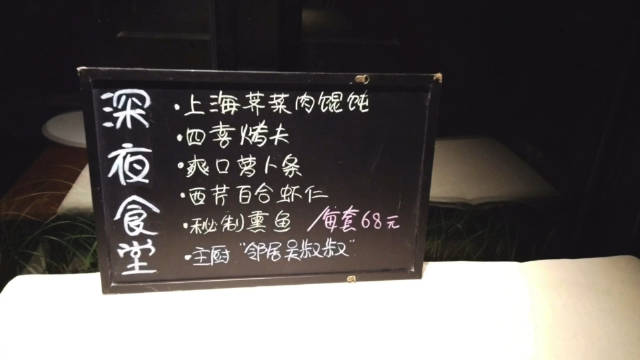 深夜食堂
·上海荠菜肉馄饨
·四喜烤夫
·爽口萝卜条
·西芹百合虾仁
·秘制熏鱼 /每套68元
·主厨“邻居吴叔叔”